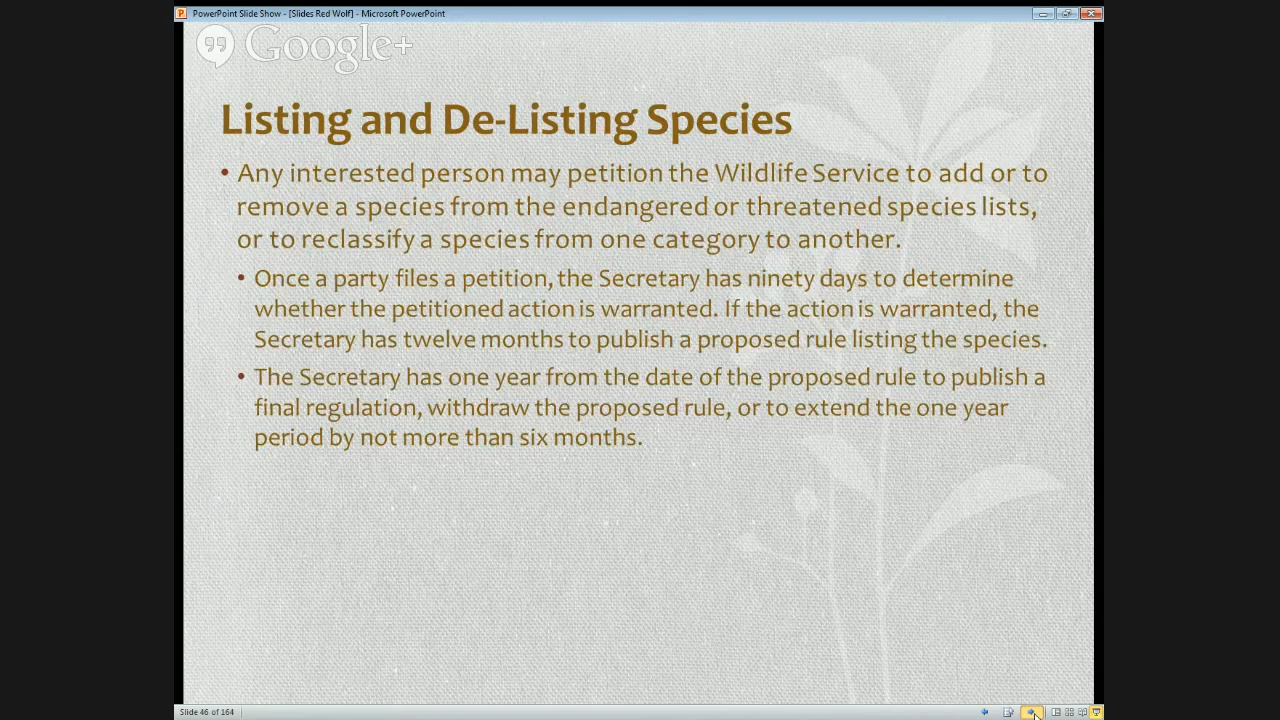 PowerPoint Slide Show - [Slides Red Wolf] - Microsoft PowerPoint
Google+
Listing and De-Listing Species
• Any interested person may petition the Wildlife Service to add or to
remove a species from the endangered or threatened species lists,
or to reclassify a species from one category to another.
• Once a party files a petition, the Secretary has ninety days to determine
whether the petitioned action is warranted. If the action is warranted, the
Secretary has twelve months to publish a proposed rule listing the species.
• The Secretary has one year from the date of the proposed rule to publish a
final regulation, withdraw the proposed rule, or to extend the one year
period by not more than six months.
Slide 46 of 164